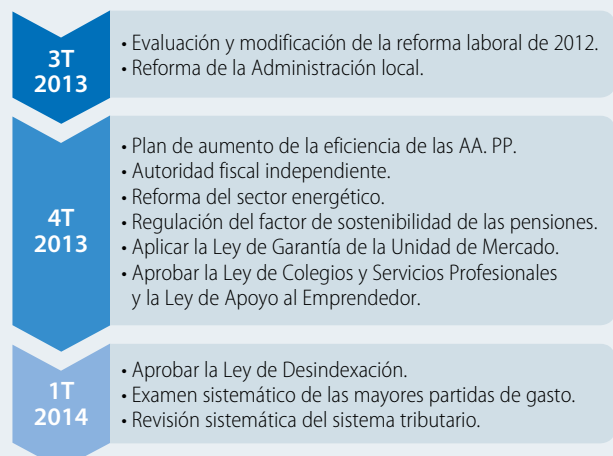 3T
2013
• Evaluación y modificación de la reforma laboral de 2012.
• Reforma de la Administración local.
4T
2013
• Plan de aumento de la eficiencia de las AA. PP.
• Autoridad fiscal independiente.
• Reforma del sector energético.
• Regulación del factor de sostenibilidad de las pensiones.
• Aplicar la Ley de Garantía de la Unidad de Mercado.
• Aprobar la Ley de Colegios y Servicios Profesionales
y la Ley de Apoyo al Emprendedor.
1T
2014
• Aprobar la Ley de Desindexación.
• Examen sistemático de las mayores partidas de gasto.
• Revisión sistemática del sistema tributario.